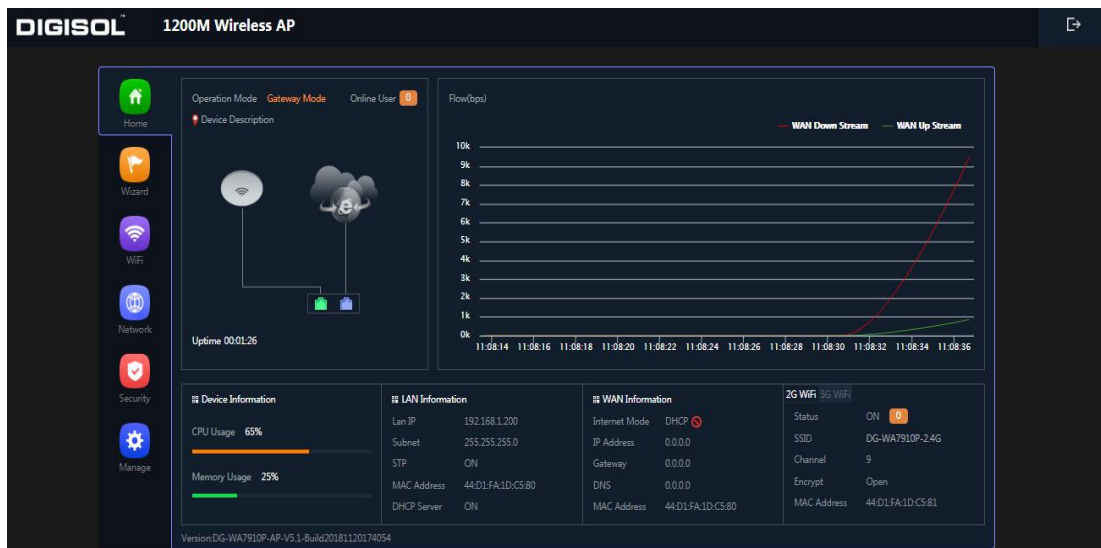 DIGISOL 1200M Wireless AP
Home
Wizard
WiFi
Network
Security
Manage
Operation Mode Gateway Mode Online User 0
Device Description
Uptime 00:01:26
Flow(bps)
WAN Down Stream WAN Up Stream
10k
9k
8k
7k
6k
5k
4k
3k
2k
1k
0k
11:08:14 11:08:16 11:08:18 11:08:20 11:08:22 11:08:24 11:08:26 11:08:28 11:08:30 11:08:32 11:08:34 11:08:36
Device Information
CPU Usage 65%
Memory Usage 25%
LAN Information
Lan IP 192.168.1.200
Subnet 255.255.255.0
STP ON
MAC Address 44:D1:FA:1D:C5:80
DHCP Server ON
WAN Information
Internet Mode DHCP
IP Address 0.0.0.0
Gateway 0.0.0.0
DNS 0.0.0.0
MAC Address 44:D1:FA:1D:C5:80
2G WiFi 5G WiFi
Status ON 0
SSID DG-WA7910P-2.4G
Channel 9
Encrypt Open
MAC Address 44:D1:FA:1D:C5:81
Version:DG-WA7910P-AP-V5.1-Build20181120174054